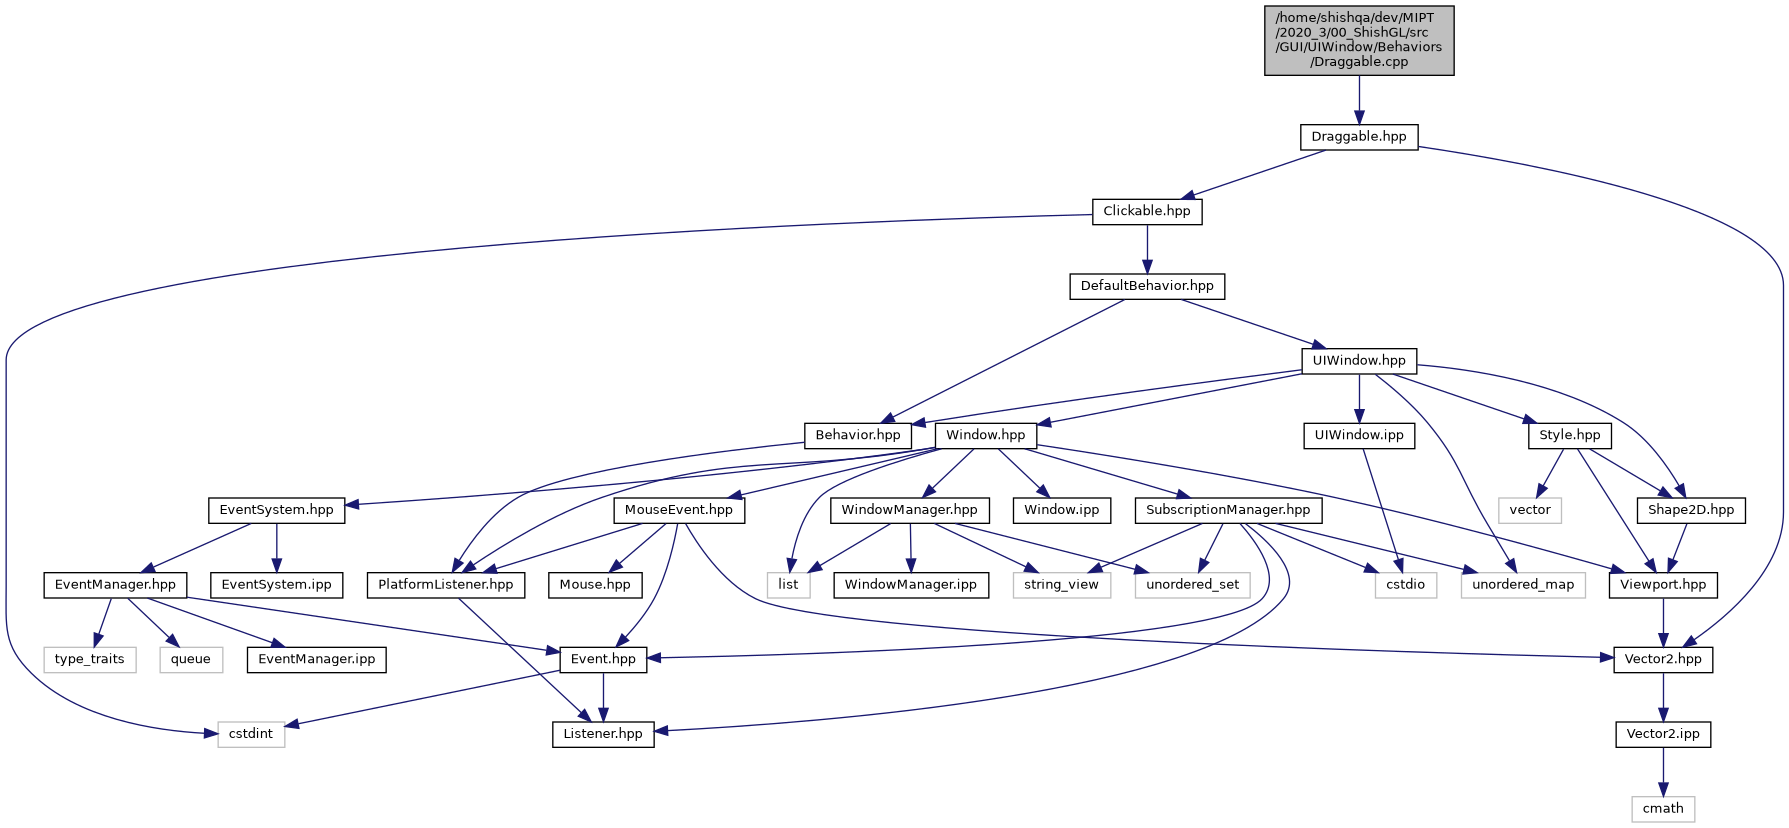 /home/shishqa/dev/MIPT
/2020_3/00_ShishGL/src
/GUI/UIWindow/Behaviors
/Draggable.cpp
Draggable.hpp
Clickable.hpp
DefaultBehavior.hpp
UIWindow.hpp
Behavior.hpp
Window.hpp
UIWindow.ipp
Style.hpp
EventSystem.hpp
MouseEvent.hpp
WindowManager.hpp
Window.ipp
SubscriptionManager.hpp
vector
Shape2D.hpp
EventManager.hpp
EventSystem.ipp
PlatformListener.hpp
Mouse.hpp
list
WindowManager.ipp
string_view
unordered_set
cstdio
unordered_map
Viewport.hpp
type_traits
queue
EventManager.ipp
Event.hpp
Vector2.hpp
cstdint
Listener.hpp
Vector2.ipp
cmath